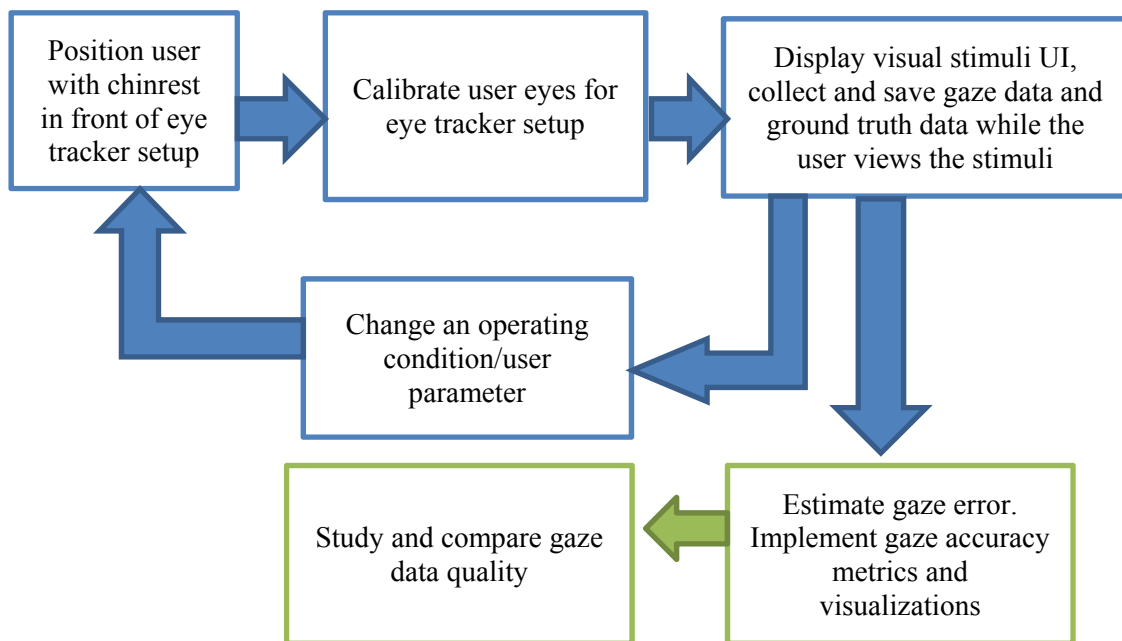 Position user
with chinrest
in front of eye
tracker setup
Calibrate user eyes for
eye tracker setup
Display visual stimuli UI,
collect and save gaze data and
ground truth data while the
user views the stimuli
Change an operating
condition/user
parameter
Estimate gaze error.
Implement gaze accuracy
metrics and
visualizations
Study and compare gaze
data quality